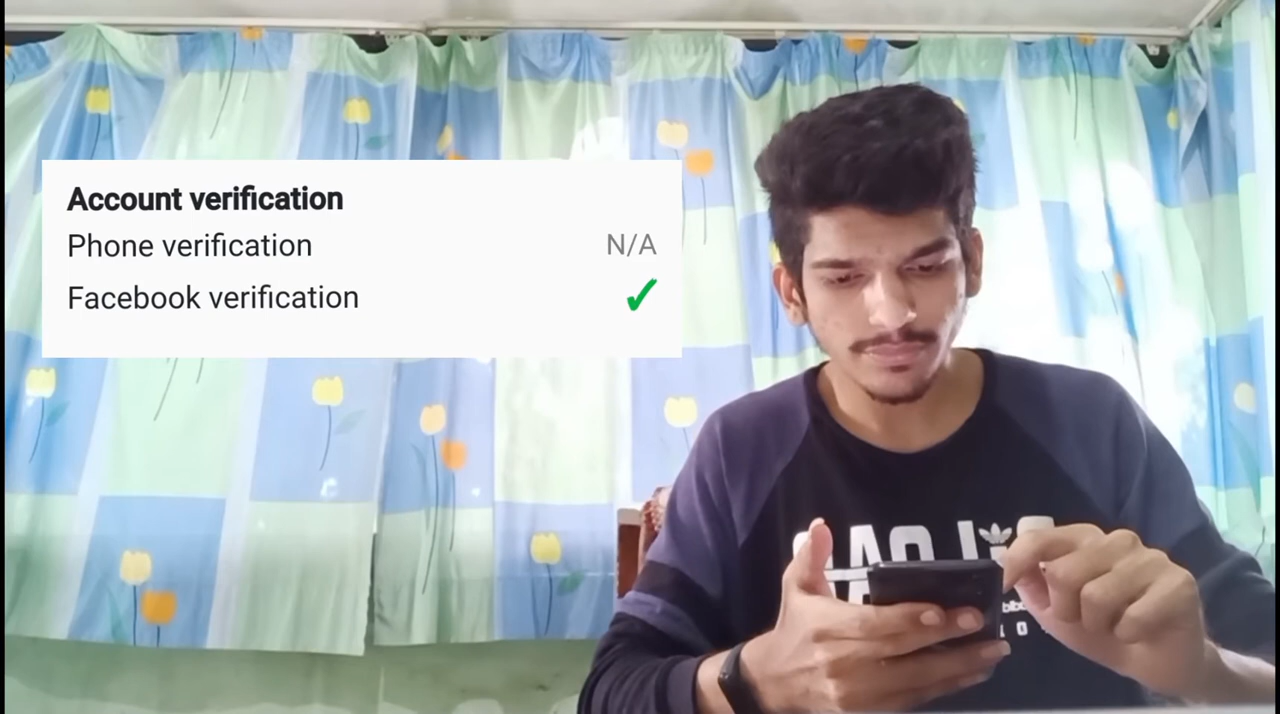 Account verification
Phone verification N/A
Facebook verification ✓